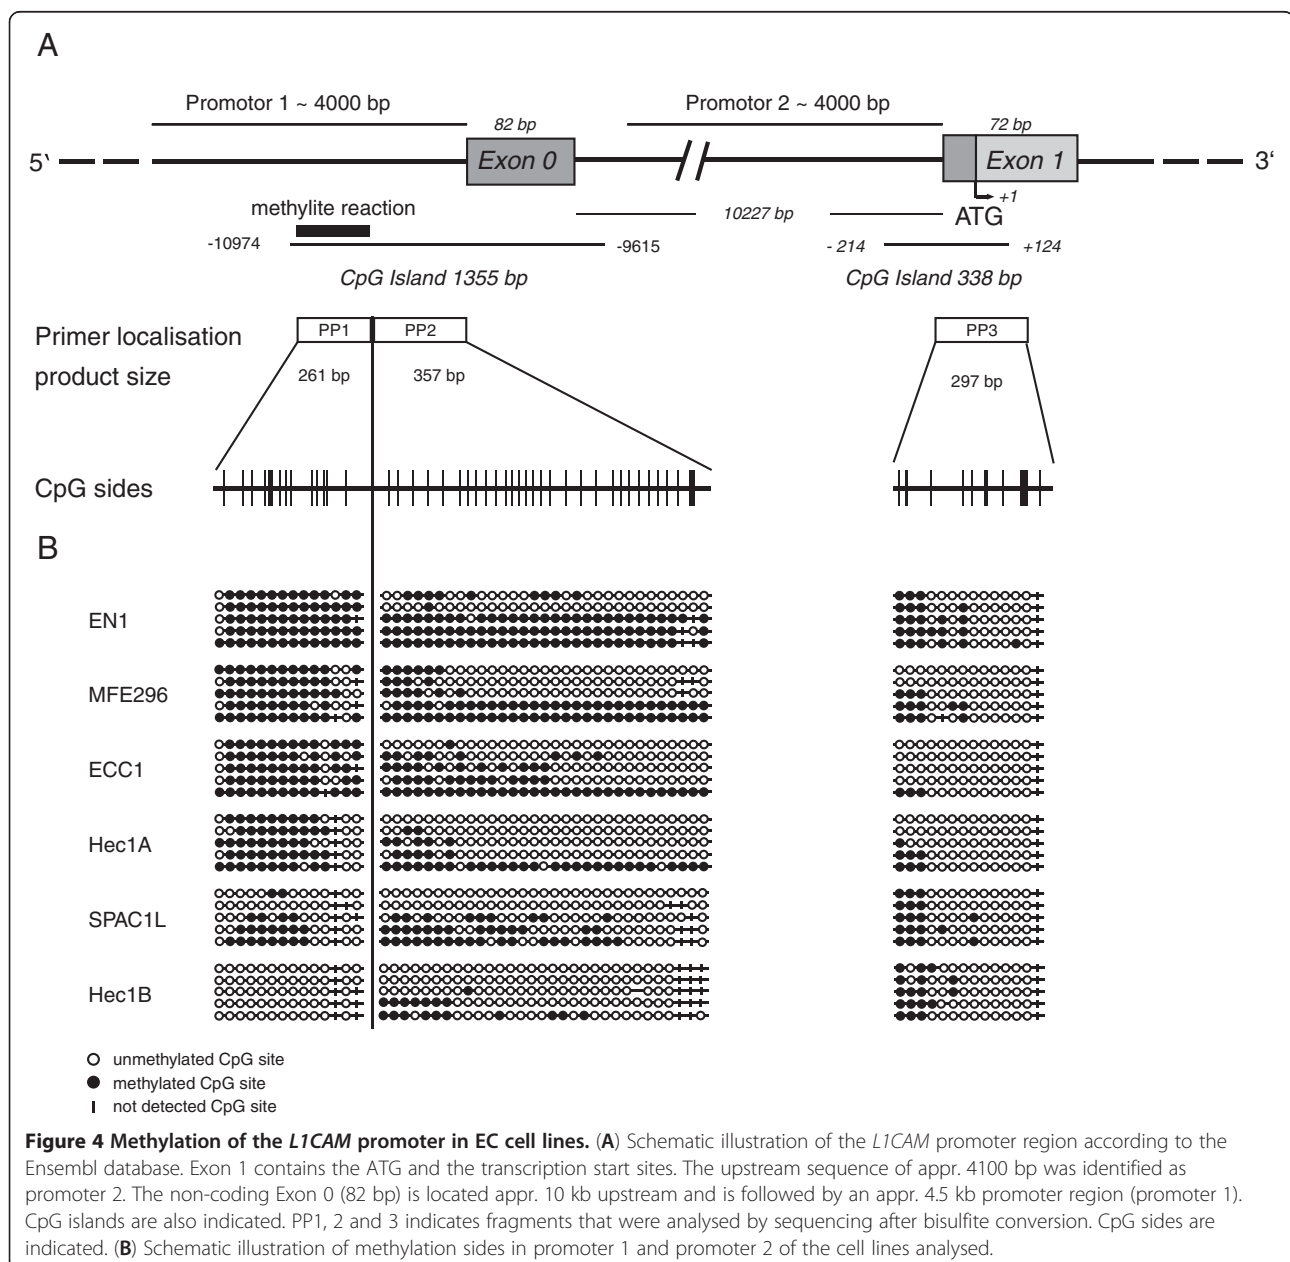 A
Promotor 1 ~ 4000 bp
Promotor 2 ~ 4000 bp
82 bp
72 bp
5‘
Exon 0
Exon 1
3‘
+1
methylite reaction
10227 bp
ATG
-10974
-9615
- 214
+124
CpG Island 1355 bp
CpG Island 338 bp
Primer localisation
PP1
PP2
PP3
product size
261 bp
357 bp
297 bp
CpG sides
B
EN1
MFE296
ECC1
Hec1A
SPAC1L
Hec1B
unmethylated CpG site
methylated CpG site
not detected CpG site
Figure 4 Methylation of the L1CAM promoter in EC cell lines. (A) Schematic illustration of the L1CAM promoter region according to the
Ensembl database. Exon 1 contains the ATG and the transcription start sites. The upstream sequence of appr. 4100 bp was identified as
promoter 2. The non-coding Exon 0 (82 bp) is located appr. 10 kb upstream and is followed by an appr. 4.5 kb promoter region (promoter 1).
CpG islands are also indicated. PP1, 2 and 3 indicates fragments that were analysed by sequencing after bisulfite conversion. CpG sides are
indicated. (B) Schematic illustration of methylation sides in promoter 1 and promoter 2 of the cell lines analysed.